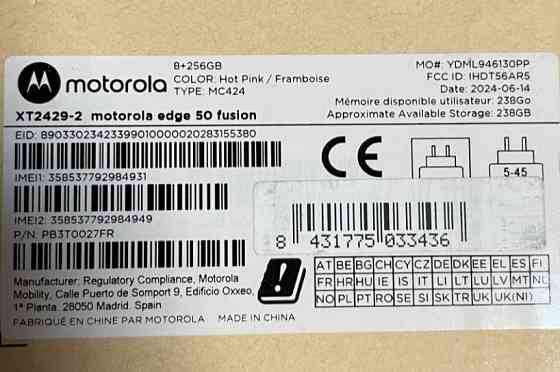 motorola
8+256GB
COLOR: Hot Pink / Framboise
TYPE: MC424
MO#: YDML946130PP
FCC ID: IHDT56AR5
Date: 2024-06-14
Mémoire disponible utilisateur: 238Go
Approximate Available Storage: 238GB
XT2429-2 motorola edge 50 fusion
EID: 89033023423399010000020283155380
IMEI1: 358537792984931
IMEI2: 358537792984949
P/N: PB3T0027FR
CE
5-45
8 431775 033436
Manufacturer: Regulatory Compliance, Motorola
Mobility, Calle Puerto de Somport 9, Edificio Oxxeo,
1ª Planta. 28050 Madrid. Spain
FABRIQUÉ EN CHINE PAR MOTOROLA MADE IN CHINA
AT BE BG CH CY CZ DE DK EE EL ES FI
FR HR HU IE IS IT LI LT LU LV MT NL
NO PL PT RO SE SI SK TR UK UK(NI)